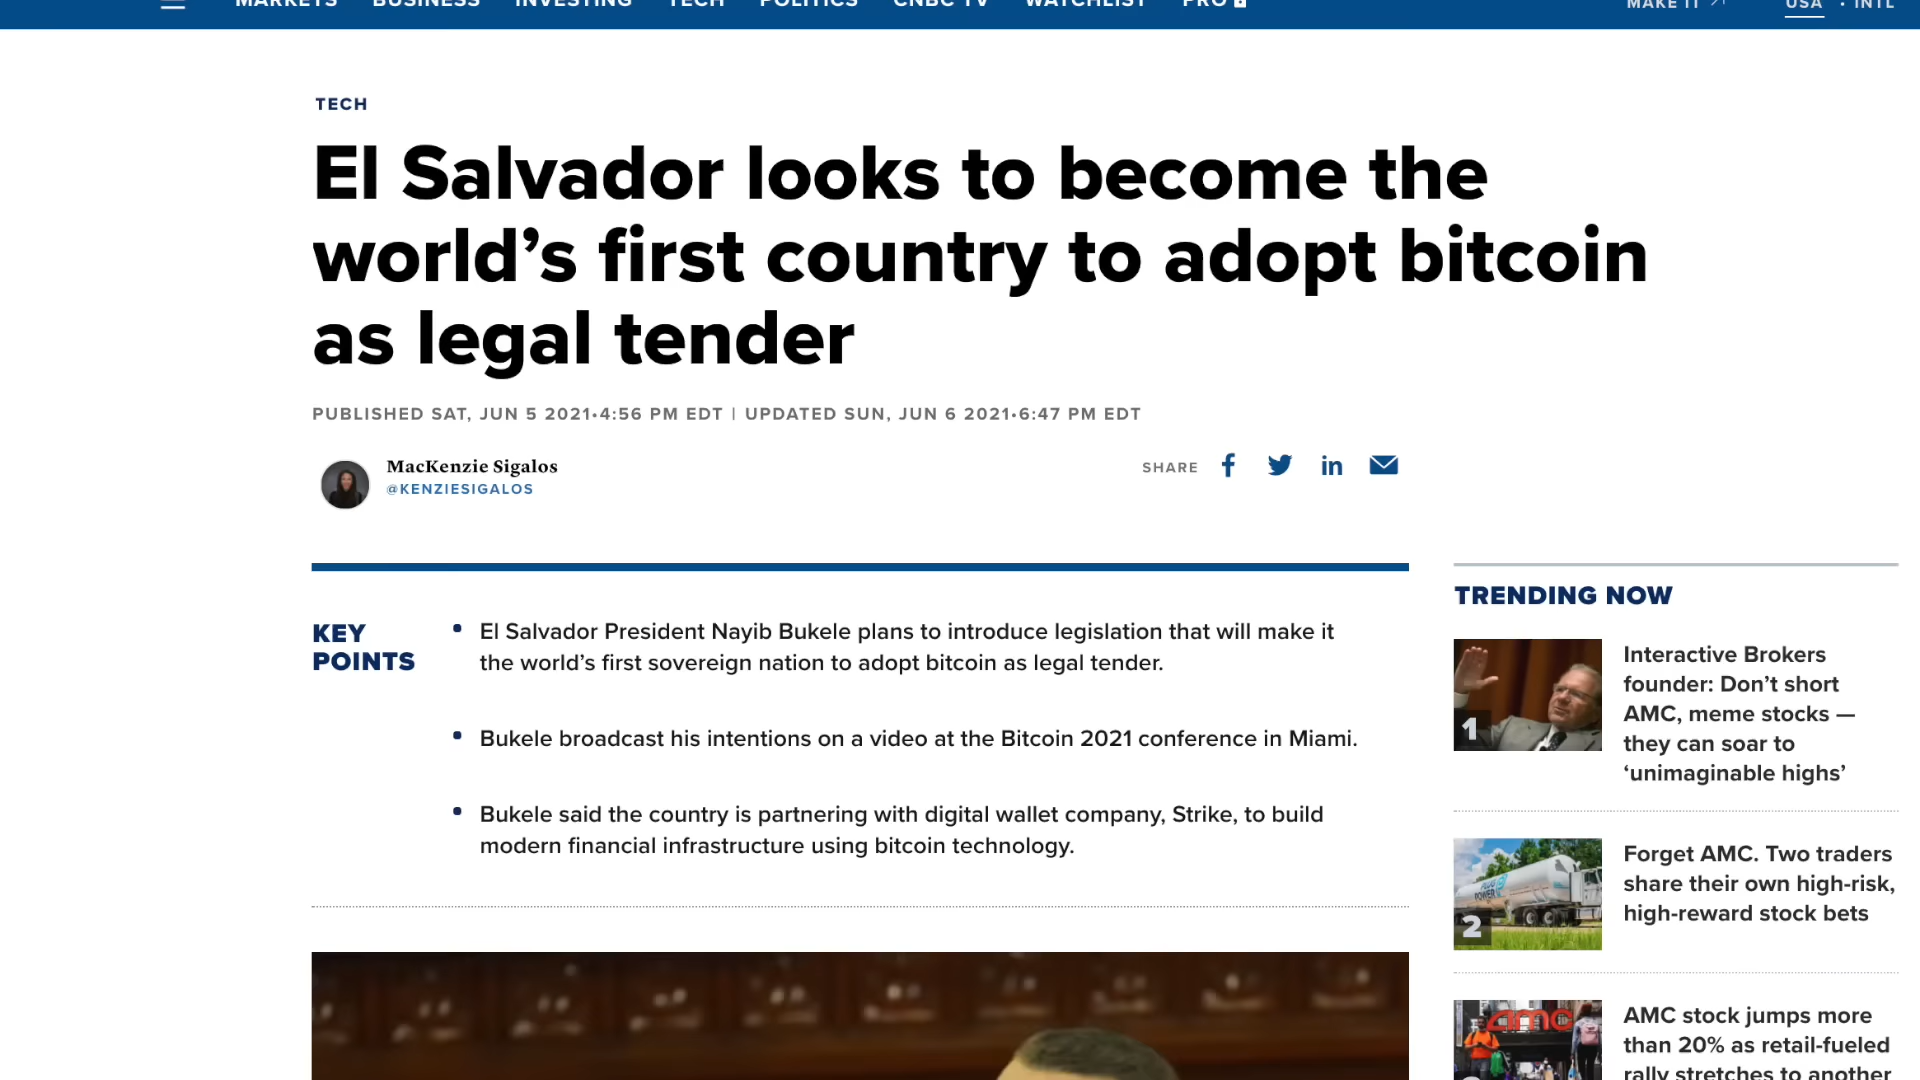 MARKETS BUSINESS INVESTING TECH POLITICS CNBC TV WATCHLIST PRO MAKE IT USA • INTL
TECH
El Salvador looks to become the
world’s first country to adopt bitcoin
as legal tender
PUBLISHED SAT, JUN 5 2021•4:56 PM EDT | UPDATED SUN, JUN 6 2021•6:47 PM EDT
MacKenzie Sigalos
@KENZIESIGALOS
SHARE
KEY
POINTS
• El Salvador President Nayib Bukele plans to introduce legislation that will make it
the world’s first sovereign nation to adopt bitcoin as legal tender.
• Bukele broadcast his intentions on a video at the Bitcoin 2021 conference in Miami.
• Bukele said the country is partnering with digital wallet company, Strike, to build
modern financial infrastructure using bitcoin technology.
TRENDING NOW
1
Interactive Brokers
founder: Don’t short
AMC, meme stocks —
they can soar to
‘unimaginable highs’
PLUG
POWER
2
Forget AMC. Two traders
share their own high-risk,
high-reward stock bets
amc
AMC stock jumps more
than 20% as retail-fueled
rally stretches to another